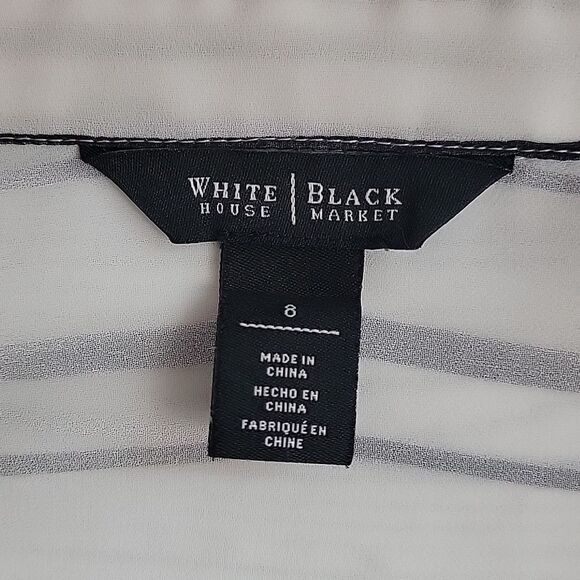 WHITE | BLACK
HOUSE | MARKET
8
MADE IN
CHINA
HECHO EN
CHINA
FABRIQUÉ EN
CHINE